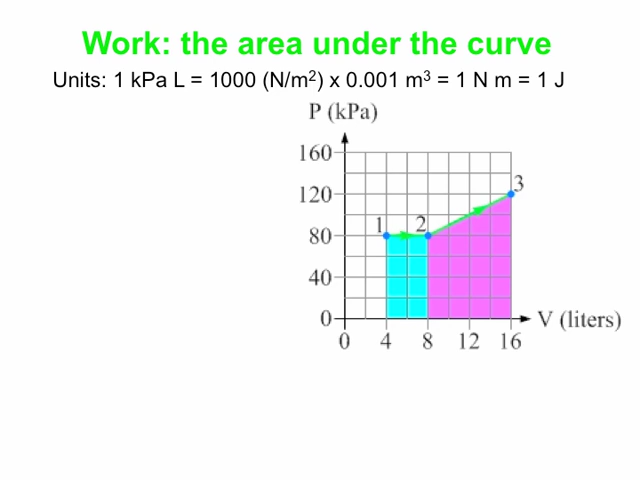 Work: the area under the curve
Units: 1 kPa L = 1000 (N/m²) x 0.001 m³ = 1 N m = 1 J
P (kPa)
160
120
3
1
2
80
40
0
V (liters)
0 4 8 12 16